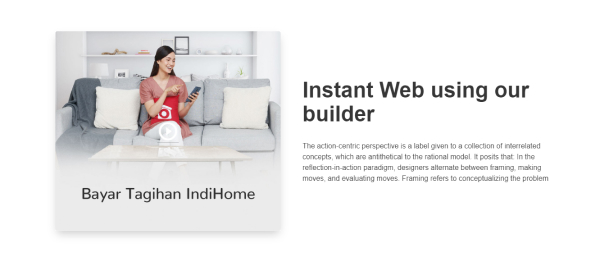 Instant Web using our
builder
The action-centric perspective is a label given to a collection of interrelated
concepts, which are antithetical to the rational model. It posits that: In the
reflection-in-action paradigm, designers alternate between framing, making
moves, and evaluating moves. Framing refers to conceptualizing the problem
Bayar Tagihan IndiHome